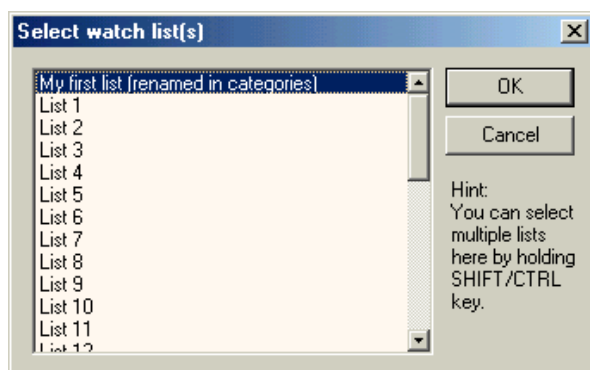 Select watch list(s)
My first list (renamed in categories)
List 1
List 2
List 3
List 4
List 5
List 6
List 7
List 8
List 9
List 10
List 11
List 12
OK
Cancel
Hint:
You can select
multiple lists
here by holding
SHIFT/CTRL
key.